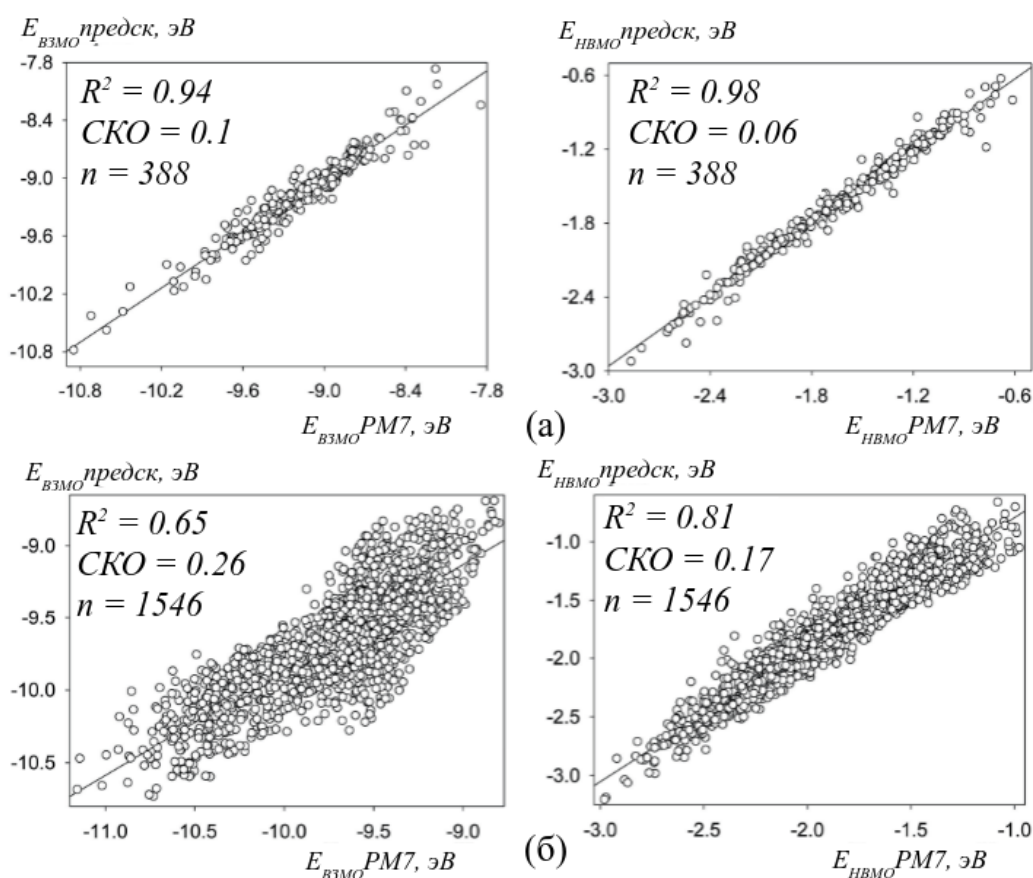 E_ВЗМО предск, эВ
-7.8
-8.4
-9.0
-9.6
-10.2
-10.8
R² = 0.94
СКО = 0.1
n = 388
-10.8 -10.2 -9.6 -9.0 -8.4 -7.8
E_ВЗМО PM7, эВ
E_НВМО предск, эВ
-0.6
-1.2
-1.8
-2.4
-3.0
R² = 0.98
СКО = 0.06
n = 388
-3.0 -2.4 -1.8 -1.2 -0.6
E_НВМО PM7, эВ
(а)
E_ВЗМО предск, эВ
-9.0
-9.5
-10.0
-10.5
R² = 0.65
СКО = 0.26
n = 1546
-11.0 -10.5 -10.0 -9.5 -9.0
E_ВЗМО PM7, эВ
E_НВМО предск, эВ
-1.0
-1.5
-2.0
-2.5
-3.0
R² = 0.81
СКО = 0.17
n = 1546
-3.0 -2.5 -2.0 -1.5 -1.0
E_НВМО PM7, эВ
(б)